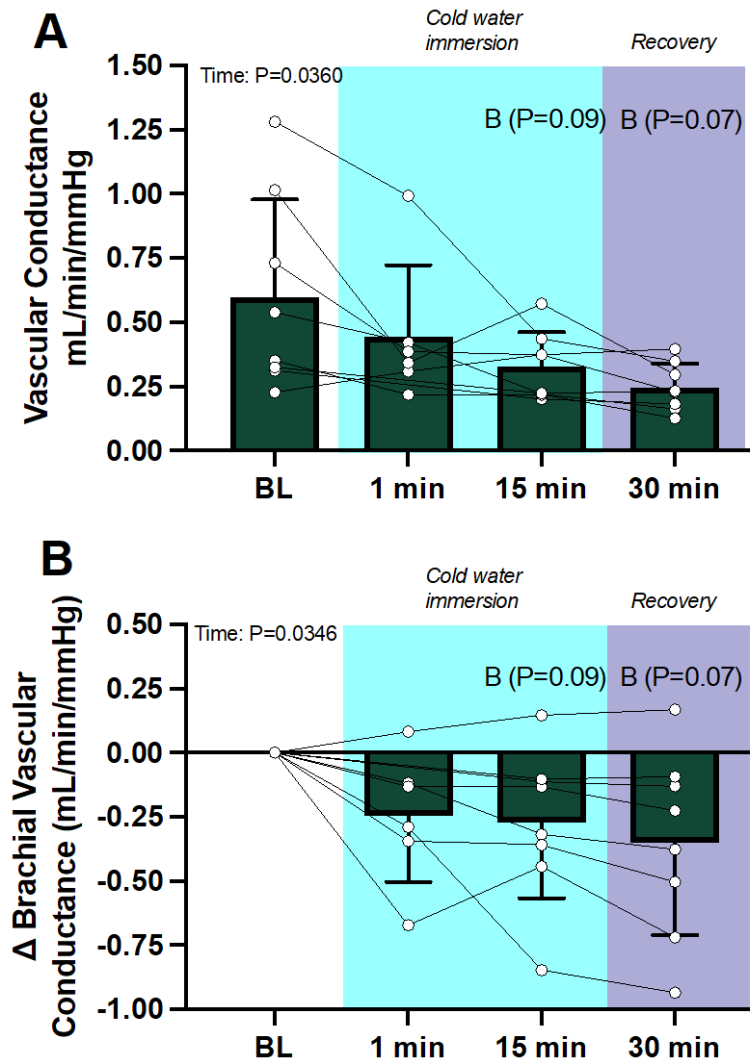 A
Cold water
immersion
Recovery
Time: P=0.0360
B (P=0.09)
B (P=0.07)
Vascular Conductance
mL/min/mmHg
1.50
1.25
1.00
0.75
0.50
0.25
0.00
BL
1 min
15 min
30 min
B
Cold water
immersion
Recovery
Time: P=0.0346
B (P=0.09)
B (P=0.07)
Δ Brachial Vascular
Conductance (mL/min/mmHg)
0.50
0.25
0.00
-0.25
-0.50
-0.75
-1.00
BL
1 min
15 min
30 min